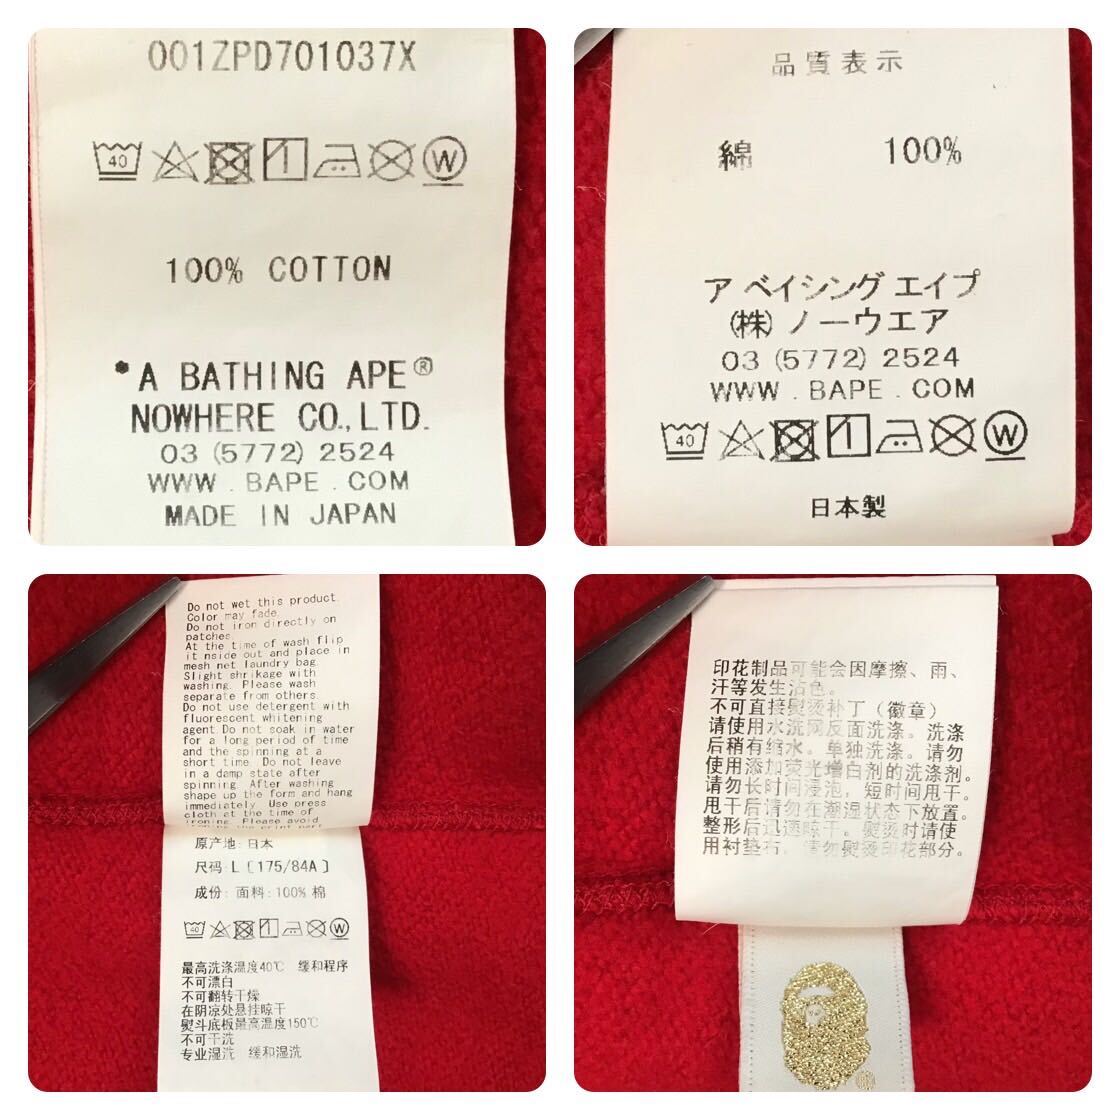 001ZPD701037X
40
W
100% COTTON
A BATHING APE®
NOWHERE CO., LTD.
03 (5772) 2524
WWW . BAPE . COM
MADE IN JAPAN
品質表示
綿 100%
ア ベイシング エイプ
(株) ノーウエア
03 (5772) 2524
WWW . BAPE . COM
40
W
日本製
Do not wet this product.
Color may fade.
Do not iron directly on
patches.
At the time of wash flip
it nside out and place in
mesh net laundry bag.
Slight shrikage with
washing. Please wash
separate from others.
Do not use detergent with
fluorescent whitening
agent.Do not soak in water
for a long period of time
and the spinning at a
short time. Do not leave
in a damp state after
spinning. After washing
shape up the form and hang
immediately. Use press
cloth at the time of
ironing. Please avoid
ironing the print part
原产地: 日本
尺码: L [175/84A]
成份: 面料: 100% 棉
40
W
最高洗涤温度40℃ 缓和程序
不可漂白
不可翻转干燥
在阴凉处悬挂晾干
熨斗底板最高温度150℃
不可干洗
专业湿洗 缓和湿洗
印花制品可能会因摩擦、雨、
汗等发生沾色。
不可直接熨烫补丁（徽章）
请使用水洗网反面洗涤。洗涤
后稍有缩水。单独洗涤。请勿
使用添加荧光增白剂的洗涤剂。
请勿长时间浸泡，短时间甩干。
甩干后请勿在潮湿状态下放置。
整形后迅速晾干。熨烫时请使
用衬垫布。请勿熨烫印花部分。